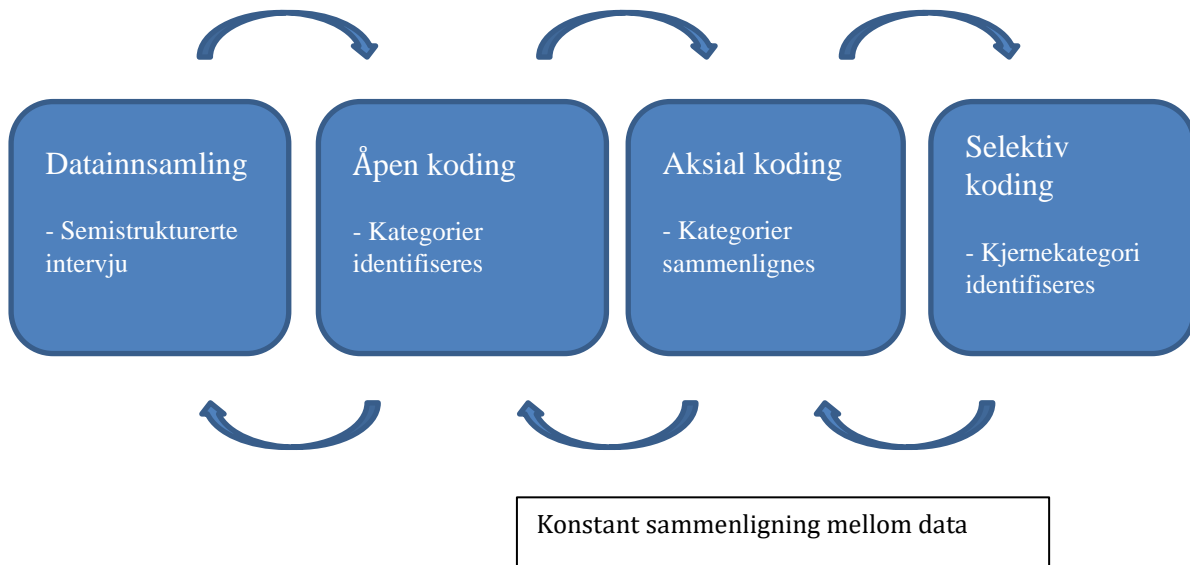 Datainnsamling
- Semistrukturerte
intervju
Åpen koding
- Kategorier
identifiseres
Aksial koding
- Kategorier
sammenlignes
Selektiv
koding
- Kjernekategori
identifiseres
Konstant sammenligning mellom data